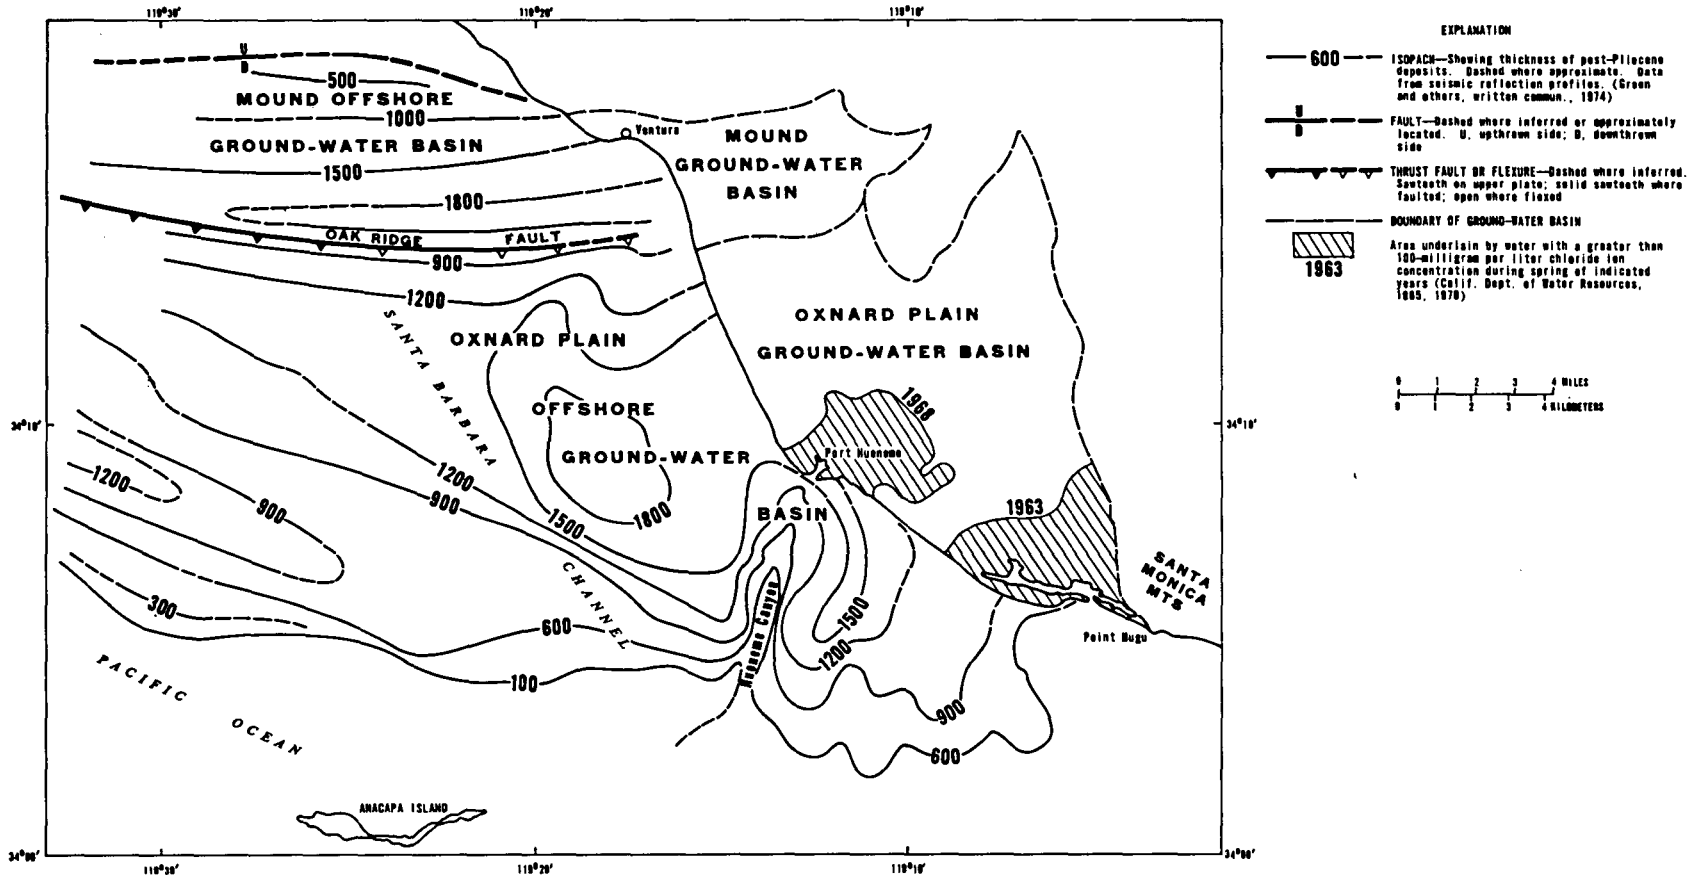 119°30'
119°20'
119°10'
U
D
500
MOUND OFFSHORE
1000
GROUND-WATER BASIN
1500
1800
OAK RIDGE FAULT
900
1200
Ventura
MOUND
GROUND-WATER
BASIN
OXNARD PLAIN
GROUND-WATER BASIN
SANTA BARBARA
CHANNEL
OXNARD PLAIN
OFFSHORE
GROUND-WATER
BASIN
34°10'
34°10'
1200
900
1200
900
1500
1800
1968
Port Hueneme
1963
SANTA
MONICA
MTS
Point Mugu
Hueneme Canyon
1500
1200
900
600
300
600
100
PACIFIC
OCEAN
ANACAPA ISLAND
34°00'
34°00'
119°30'
119°20'
119°10'
EXPLANATION
600
ISOPACH—Showing thickness of post-Pliocene
deposits. Dashed where approximate. Data
from seismic reflection profiles. (Green
and others, written commun., 1974)
U
D
FAULT—Dashed where inferred or approximately
located. U, upthrown side; D, downthrown
side
THRUST FAULT OR FLEXURE—Dashed where inferred.
Sawtooth on upper plate; solid sawtooth where
faulted; open where flexed
BOUNDARY OF GROUND-WATER BASIN
1963
Area underlain by water with a greater than
100-milligram per liter chloride ion
concentration during spring of indicated
years (Calif. Dept. of Water Resources,
1965, 1970)
0 1 2 3 4 MILES
0 1 2 3 4 KILOMETERS